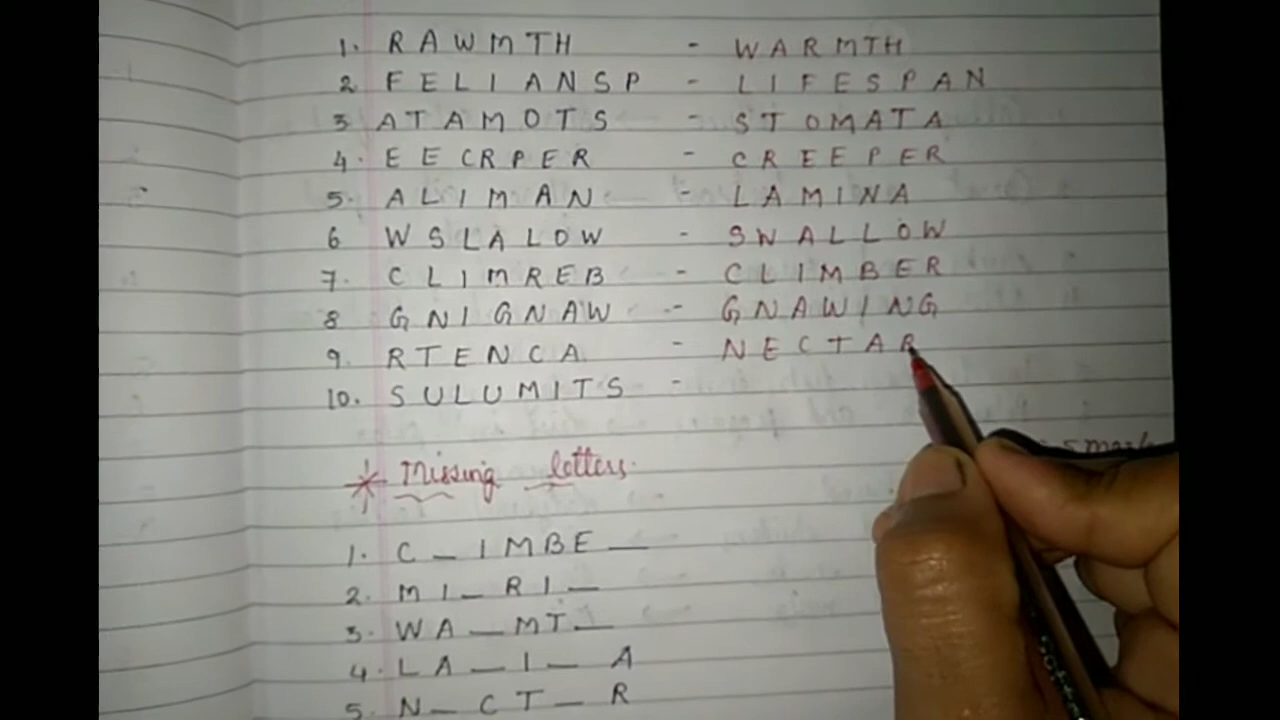 1. RAWMTH - WARMTH
2 FELIANSP - LIFESPAN
3 ATAMOTS - STOMATA
4. EECRPER - CREEPER
5. ALIMAN - LAMINA
6 WSLALOW - SWALLOW
7. CLIMREB - CLIMBER
8 GNIGNAW - GNAWING
9. RTENCA - NECTAR
10. SULUMITS -
5 marks
* Missing letters.
1. C _ IMBE _
2. MI _ RI _
3. WA _ MT _
4. LA _ I _ A
5. N _ CT _ R